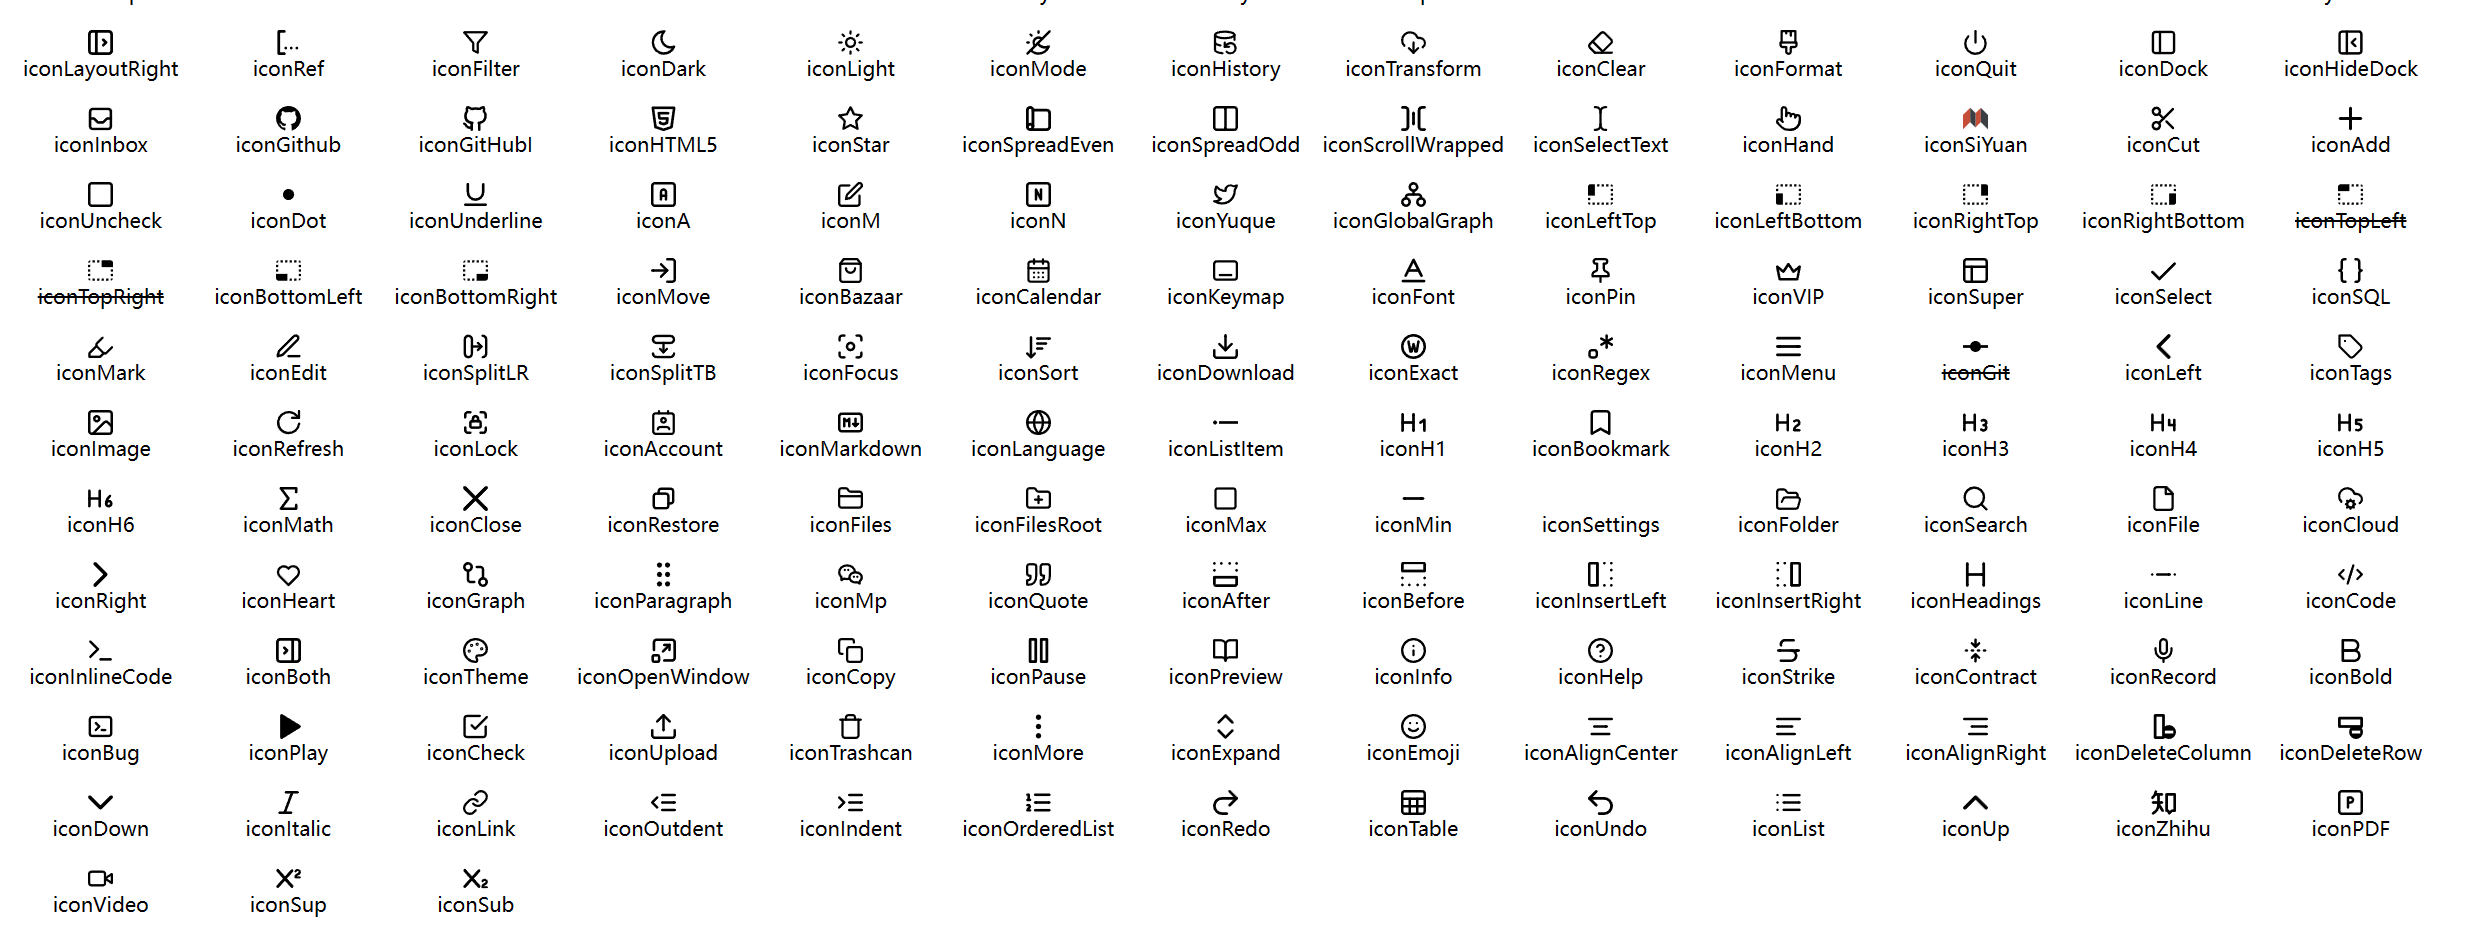 iconLayoutRight iconRef iconFilter iconDark iconLight iconMode iconHistory iconTransform iconClear iconFormat iconQuit iconDock iconHideDock
iconInbox iconGithub iconGitHubI iconHTML5 iconStar iconSpreadEven iconSpreadOdd iconScrollWrapped iconSelectText iconHand iconSiYuan iconCut iconAdd
iconUncheck iconDot iconUnderline iconA iconM iconN iconYuque iconGlobalGraph iconLeftTop iconLeftBottom iconRightTop iconRightBottom iconTopLeft
iconTopRight iconBottomLeft iconBottomRight iconMove iconBazaar iconCalendar iconKeymap iconFont iconPin iconVIP iconSuper iconSelect iconSQL
iconMark iconEdit iconSplitLR iconSplitTB iconFocus iconSort iconDownload iconExact iconRegex iconMenu iconGit iconLeft iconTags
iconImage iconRefresh iconLock iconAccount iconMarkdown iconLanguage iconListItem iconH1 iconBookmark iconH2 iconH3 iconH4 iconH5
iconH6 iconMath iconClose iconRestore iconFiles iconFilesRoot iconMax iconMin iconSettings iconFolder iconSearch iconFile iconCloud
iconRight iconHeart iconGraph iconParagraph iconMp iconQuote iconAfter iconBefore iconInsertLeft iconInsertRight iconHeadings iconLine iconCode
iconInlineCode iconBoth iconTheme iconOpenWindow iconCopy iconPause iconPreview iconInfo iconHelp iconStrike iconContract iconRecord iconBold
iconBug iconPlay iconCheck iconUpload iconTrashcan iconMore iconExpand iconEmoji iconAlignCenter iconAlignLeft iconAlignRight iconDeleteColumn iconDeleteRow
iconDown iconItalic iconLink iconOutdent iconIndent iconOrderedList iconRedo iconTable iconUndo iconList iconUp iconZhihu iconPDF
iconVideo iconSup iconSub